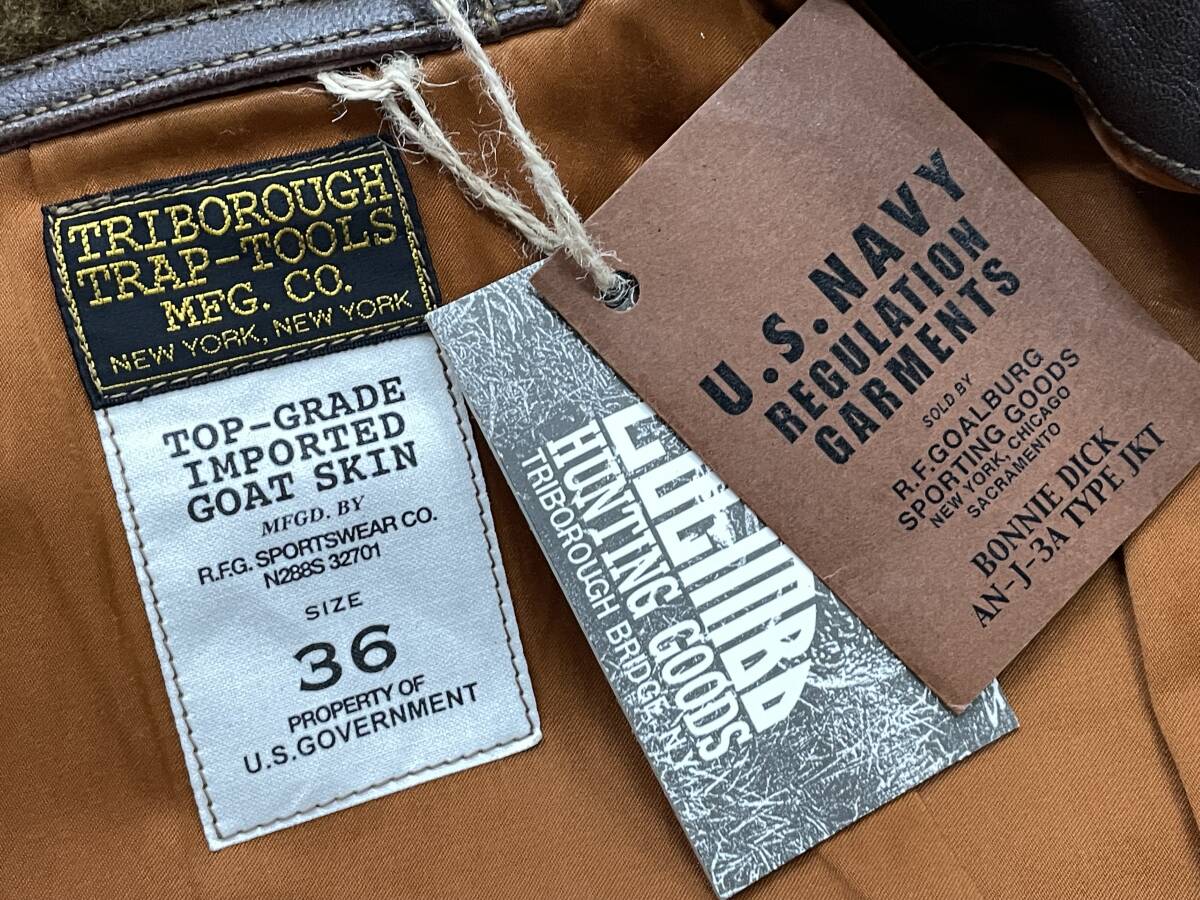 TRIBOROUGH
TRAP-TOOLS
MFG. CO.
NEW YORK, NEW YORK
TOP-GRADE
IMPORTED
GOAT SKIN
MFGD. BY
R.F.G. SPORTSWEAR CO.
N288S 32701
SIZE
36
PROPERTY OF
U.S.GOVERNMENT
HUNTING GOODS
TRIBOROUGH BRIDGE, N.Y.
U.S.NAVY
REGULATION
GARMENTS
SOLD BY
R.F.GOALBURG
SPORTING GOODS
NEW YORK, CHICAGO
SACRAMENTO
BONNIE DICK
AN-J-3A TYPE JKT